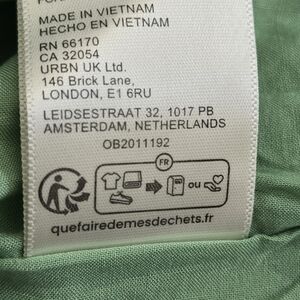 MADE IN VIETNAM
HECHO EN VIETNAM
RN 66170
CA 32054
URBN UK Ltd.
146 Brick Lane,
LONDON, E1 6RU
LEIDSESTRAAT 32, 1017 PB
AMSTERDAM, NETHERLANDS
OB2011192
FR
ou
quefairedemesdechets.fr